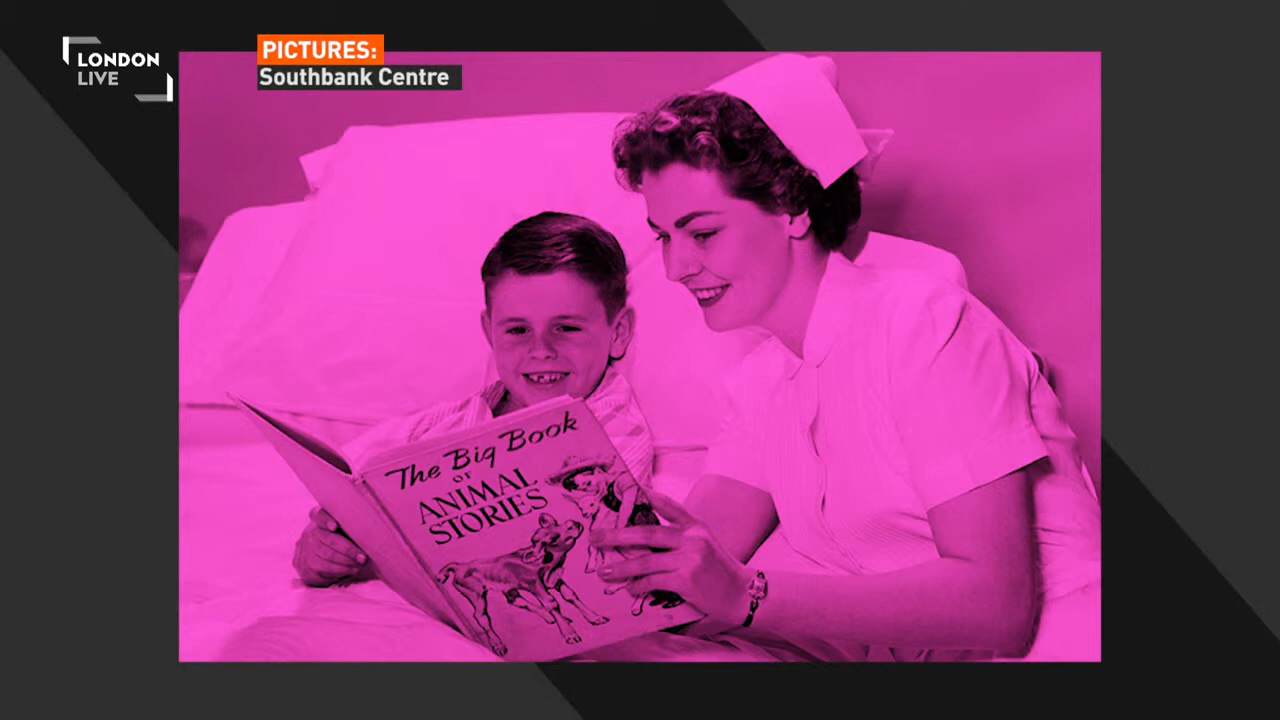 LONDON
LIVE
PICTURES:
Southbank Centre
The Big Book
OF
ANIMAL
STORIES